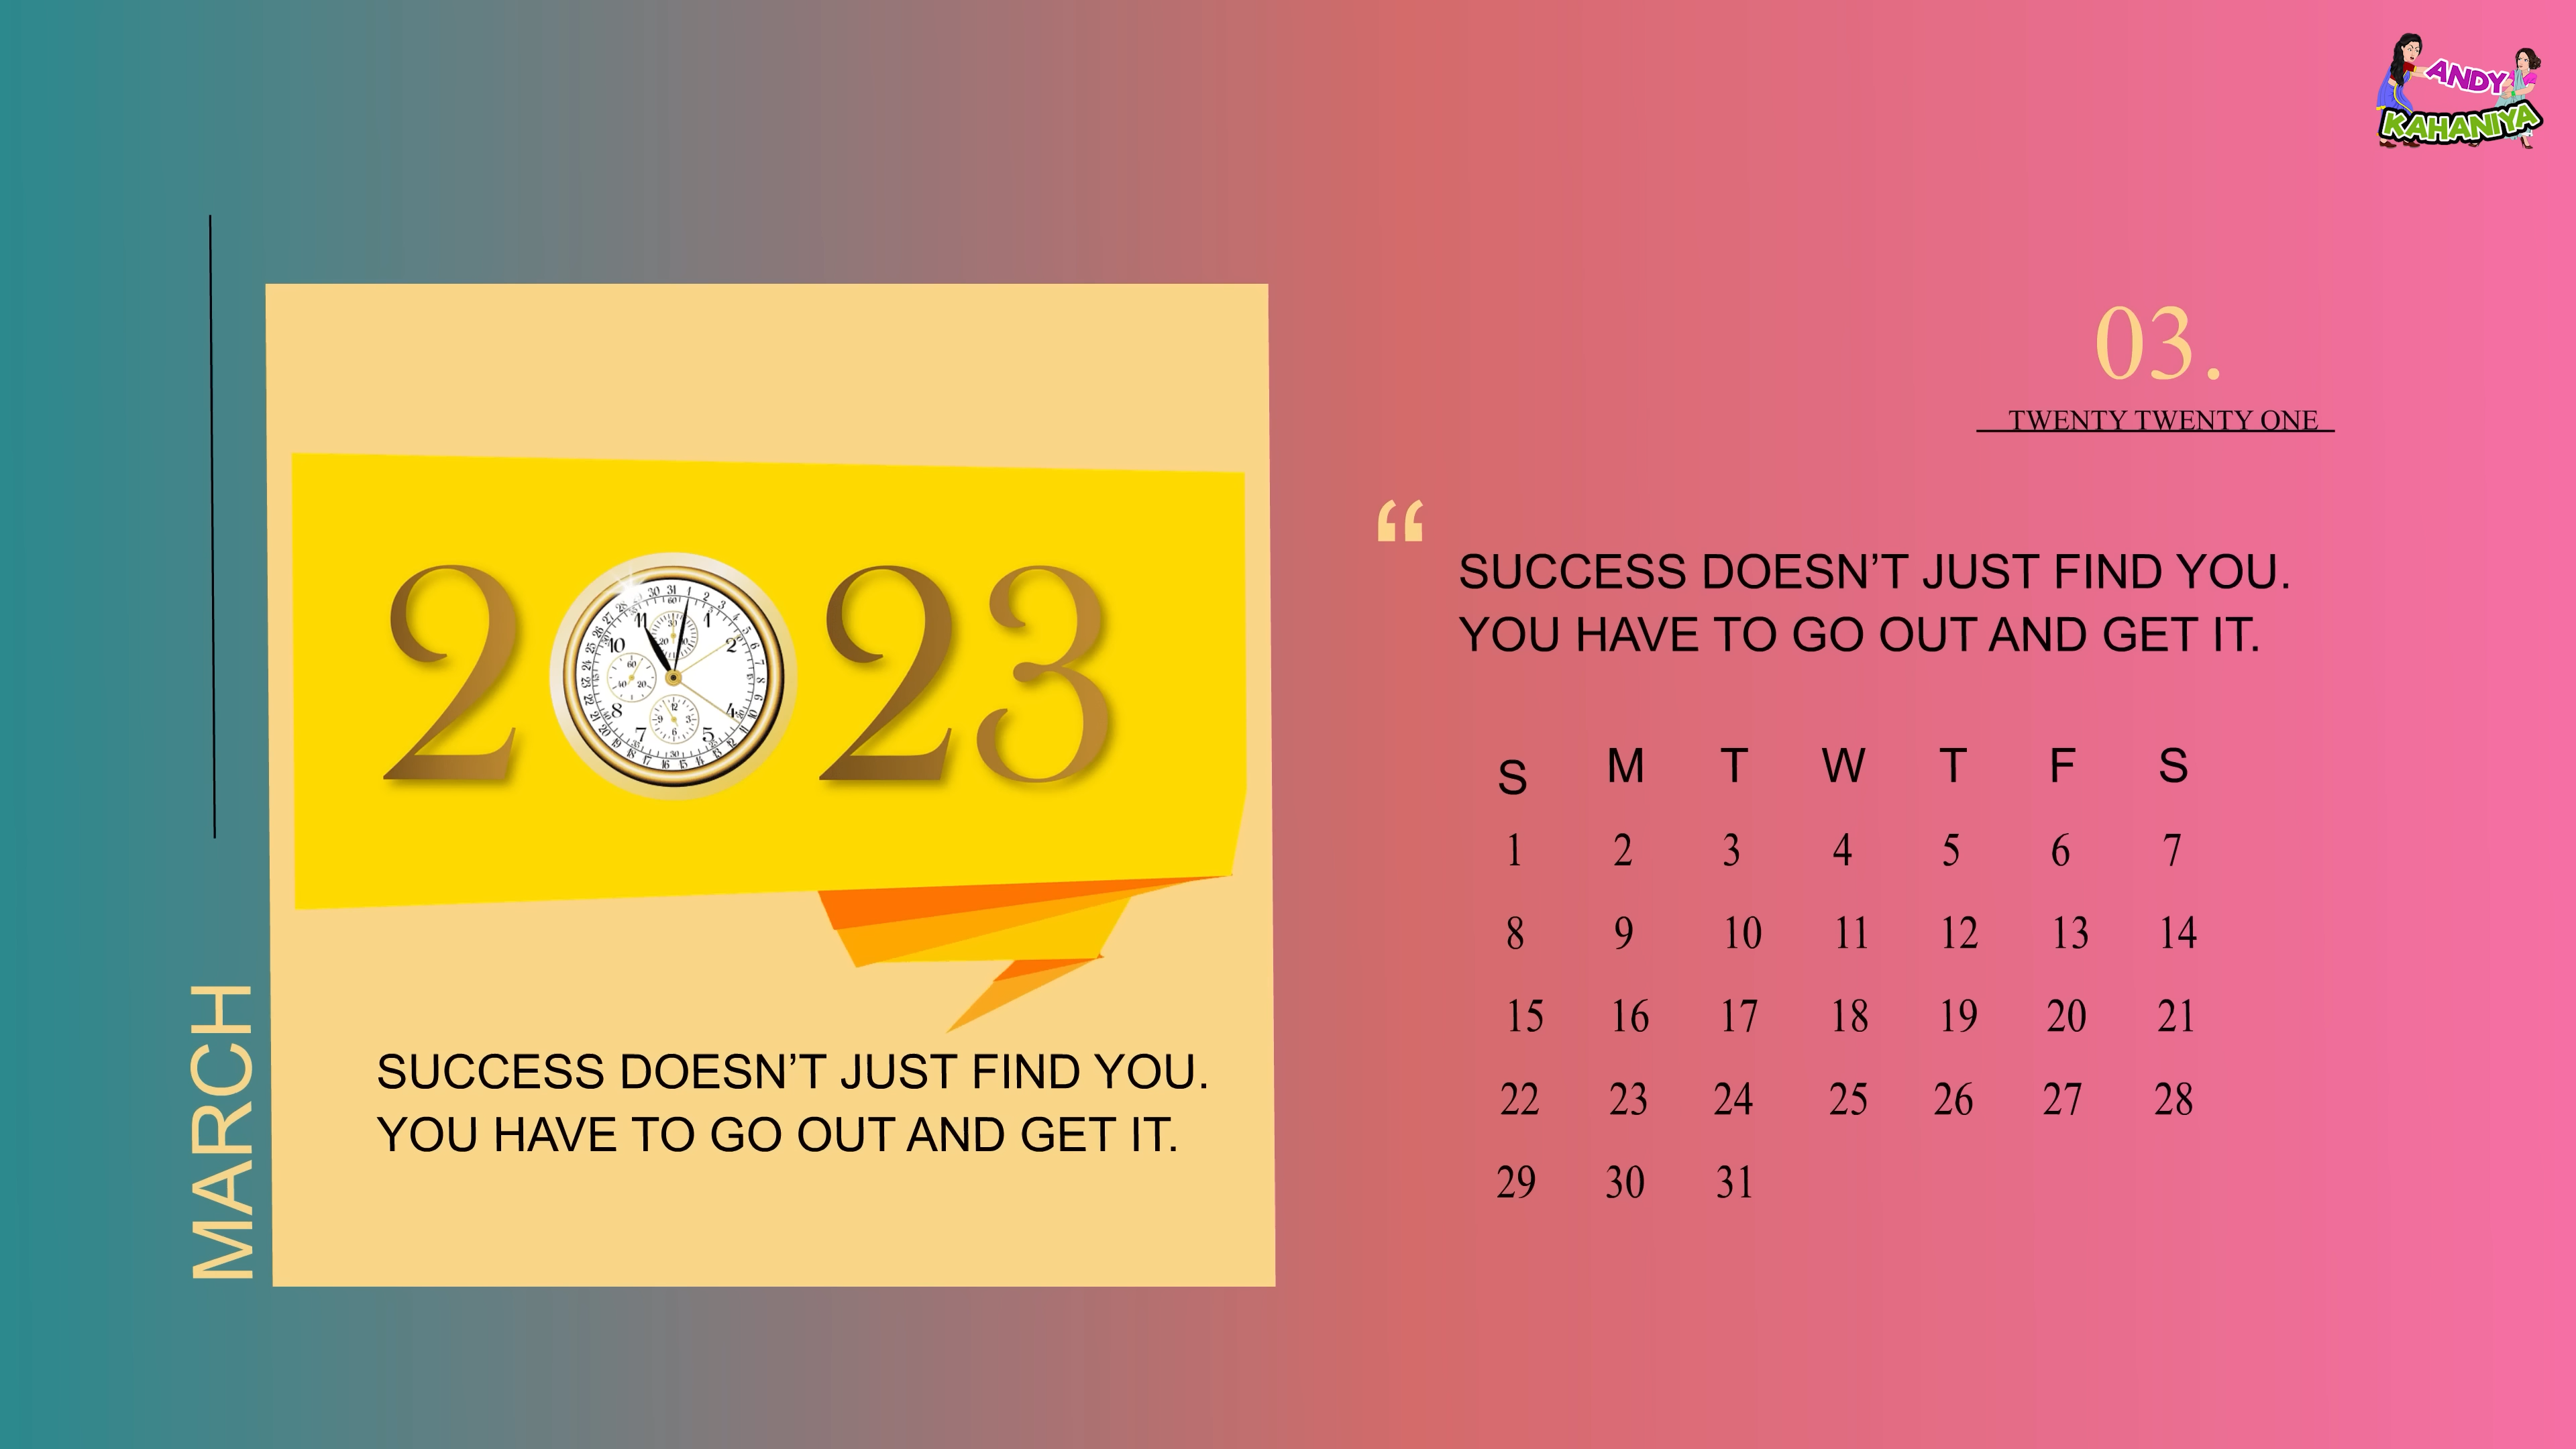 ANDY
KAHANIYA
03.
TWENTY TWENTY ONE
2 23
SUCCESS DOESN’T JUST FIND YOU.
YOU HAVE TO GO OUT AND GET IT.
MARCH
“
SUCCESS DOESN’T JUST FIND YOU.
YOU HAVE TO GO OUT AND GET IT.
S M T W T F S
1 2 3 4 5 6 7
8 9 10 11 12 13 14
15 16 17 18 19 20 21
22 23 24 25 26 27 28
29 30 31